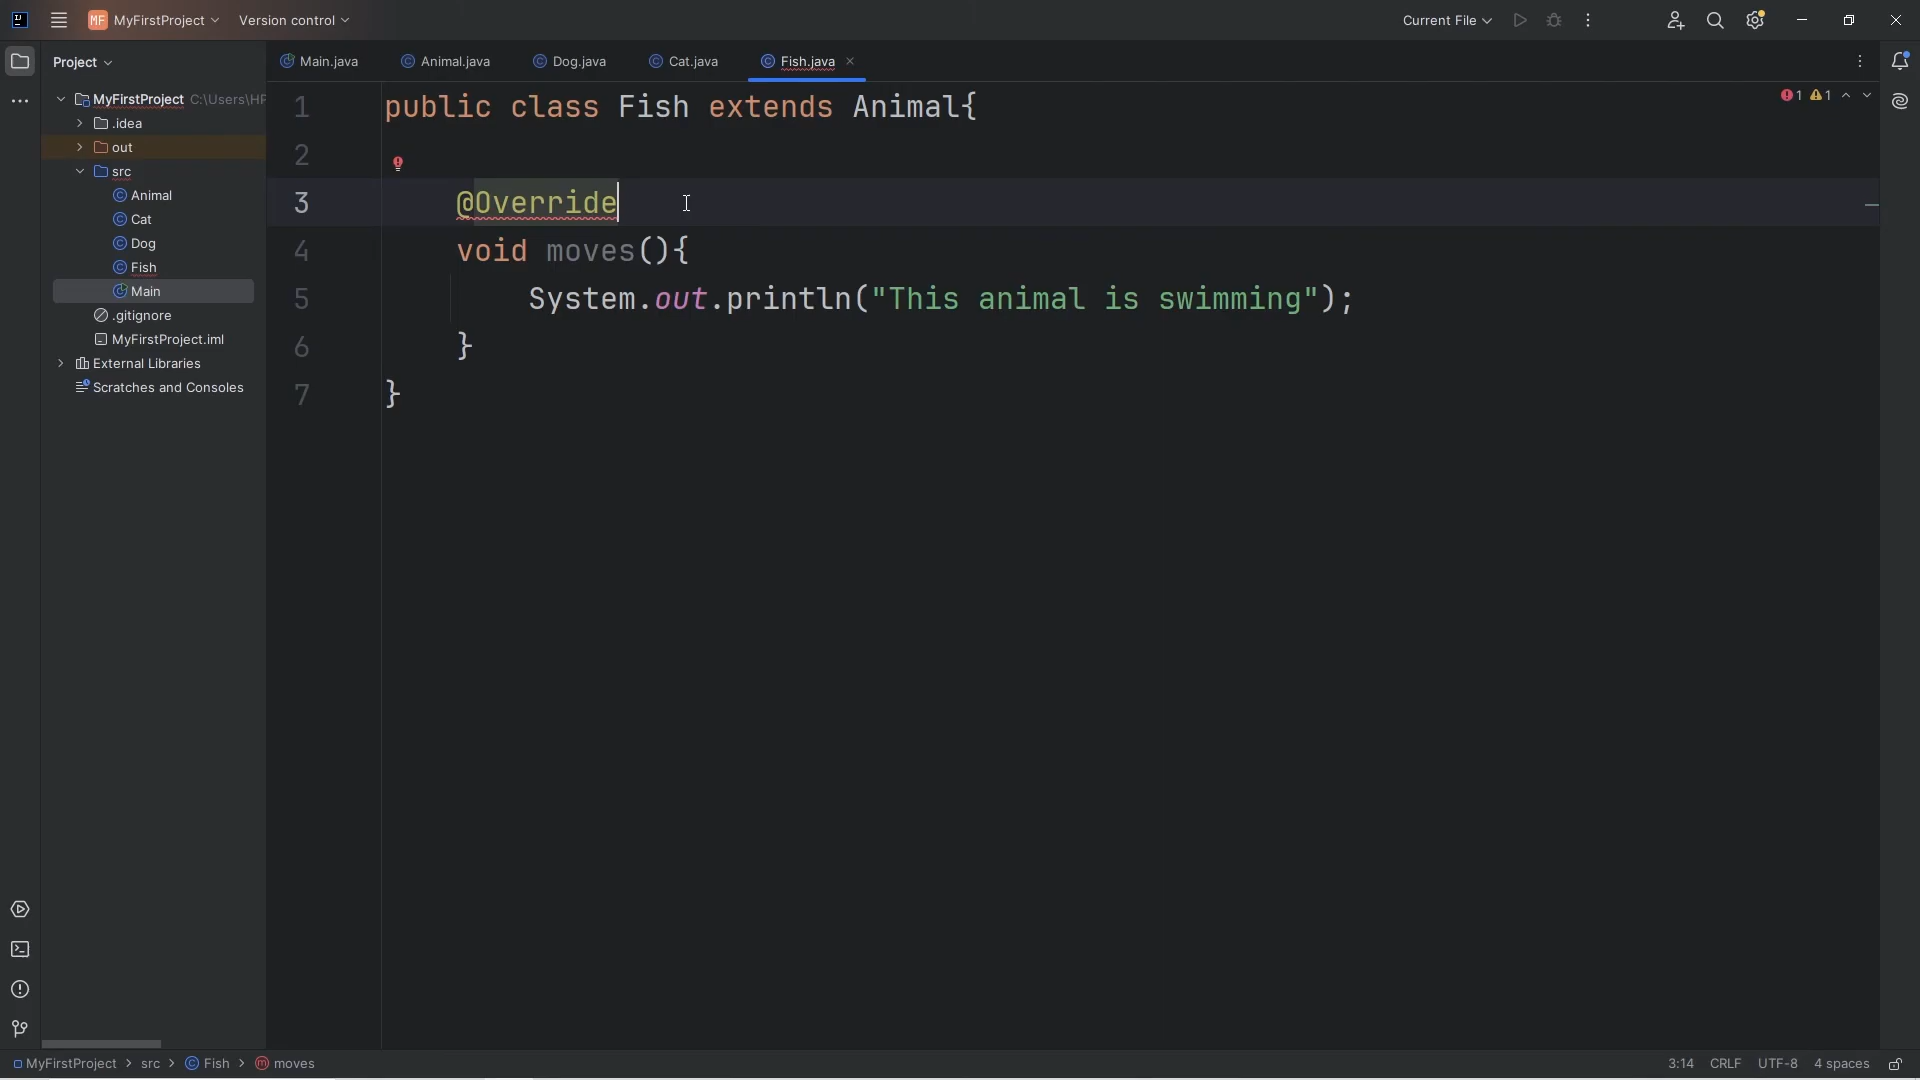 MF MyFirstProject Version control Current File
Project Main.java Animal.java Dog.java Cat.java Fish.java
MyFirstProject C:\Users\HP
.idea
out
src
Animal
Cat
Dog
Fish
Main
.gitignore
MyFirstProject.iml
External Libraries
Scratches and Consoles
1 public class Fish extends Animal{
2
3 @Override
4 void moves(){
5 System.out.println("This animal is swimming");
6 }
7 }
1 1
MyFirstProject > src > Fish > moves 3:14 CRLF UTF-8 4 spaces